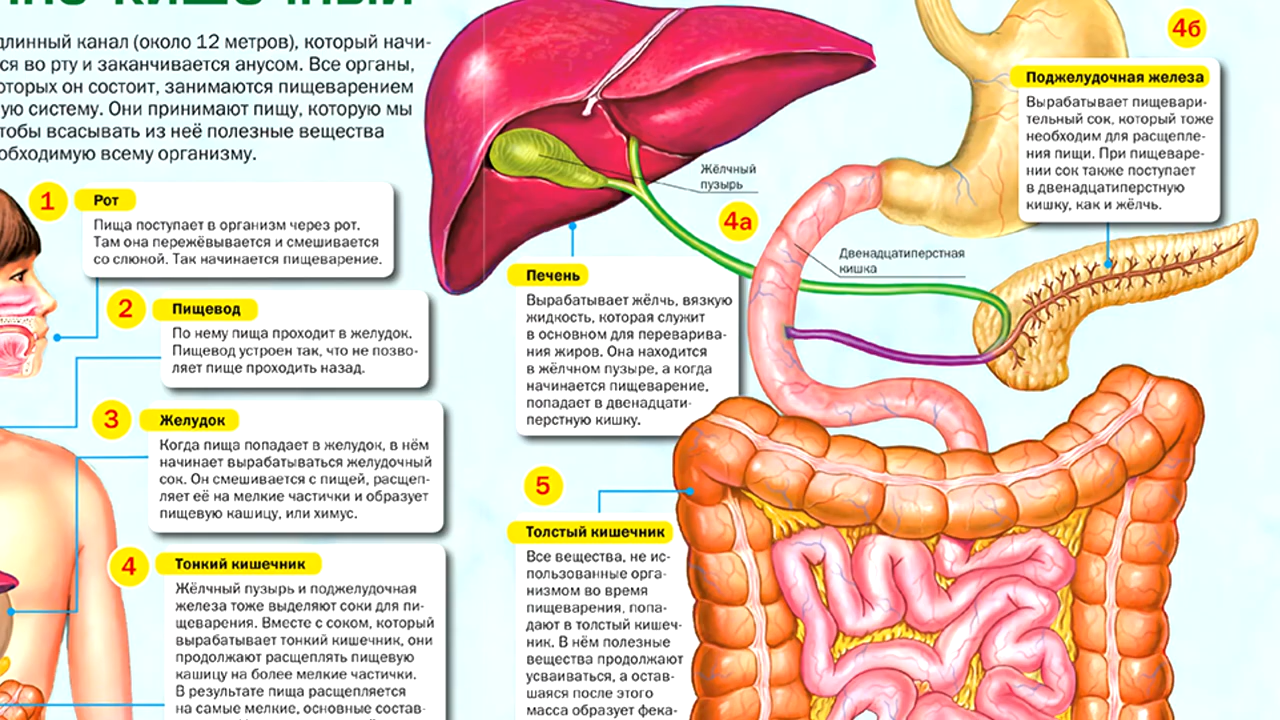 длинный канал (около 12 метров), который начи-
ся во рту и заканчивается анусом. Все органы,
оторых он состоит, занимаются пищеварением
ую систему. Они принимают пищу, которую мы
тобы всасывать из неё полезные вещества
обходимую всему организму.
1
Рот
Пища поступает в организм через рот.
Там она пережёвывается и смешивается
со слюной. Так начинается пищеварение.
2
Пищевод
По нему пища проходит в желудок.
Пищевод устроен так, что не позво-
ляет пище проходить назад.
3
Желудок
Когда пища попадает в желудок, в нём
начинает вырабатываться желудочный
сок. Он смешивается с пищей, расщеп-
ляет её на мелкие частички и образует
пищевую кашицу, или химус.
4
Тонкий кишечник
Жёлчный пузырь и поджелудочная
железа тоже выделяют соки для пи-
щеварения. Вместе с соком, который
вырабатывает тонкий кишечник, они
продолжают расщеплять пищевую
кашицу на более мелкие частички.
В результате пища расщепляется
на самые мелкие, основные состав-
Жёлчный
пузырь
4а
Печень
Вырабатывает жёлчь, вязкую
жидкость, которая служит
в основном для переварива-
ния жиров. Она находится
в жёлчном пузыре, а когда
начинается пищеварение,
попадает в двенадцати-
перстную кишку.
Двенадцатиперстная
кишка
4б
Поджелудочная железа
Вырабатывает пищевари-
тельный сок, который тоже
необходим для расщепле-
ния пищи. При пищеваре-
нии сок также поступает
в двенадцатиперстную
кишку, как и жёлчь.
5
Толстый кишечник
Все вещества, не ис-
пользованные орга-
низмом во время
пищеварения, попа-
дают в толстый кишеч-
ник. В нём полезные
вещества продолжают
усваиваться, а остав-
шаяся после этого
масса образует фека-